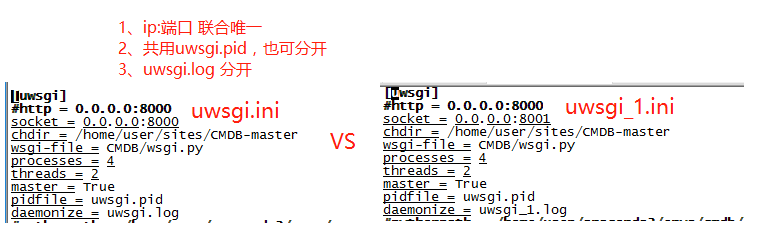 1、ip:端口 联合唯一
2、共用uwsgi.pid，也可分开
3、uwsgi.log 分开
[uwsgi]
#http = 0.0.0.0:8000
socket = 0.0.0.0:8000
chdir = /home/user/sites/CMDB-master
wsgi-file = CMDB/wsgi.py
processes = 4
threads = 2
master = True
pidfile = uwsgi.pid
daemonize = uwsgi.log
uwsgi.ini
VS
[uwsgi]
#http = 0.0.0.0:8000
socket = 0.0.0.0:8001
chdir = /home/user/sites/CMDB-master
wsgi-file = CMDB/wsgi.py
processes = 4
threads = 2
master = True
pidfile = uwsgi.pid
daemonize = uwsgi_1.log
uwsgi_1.ini